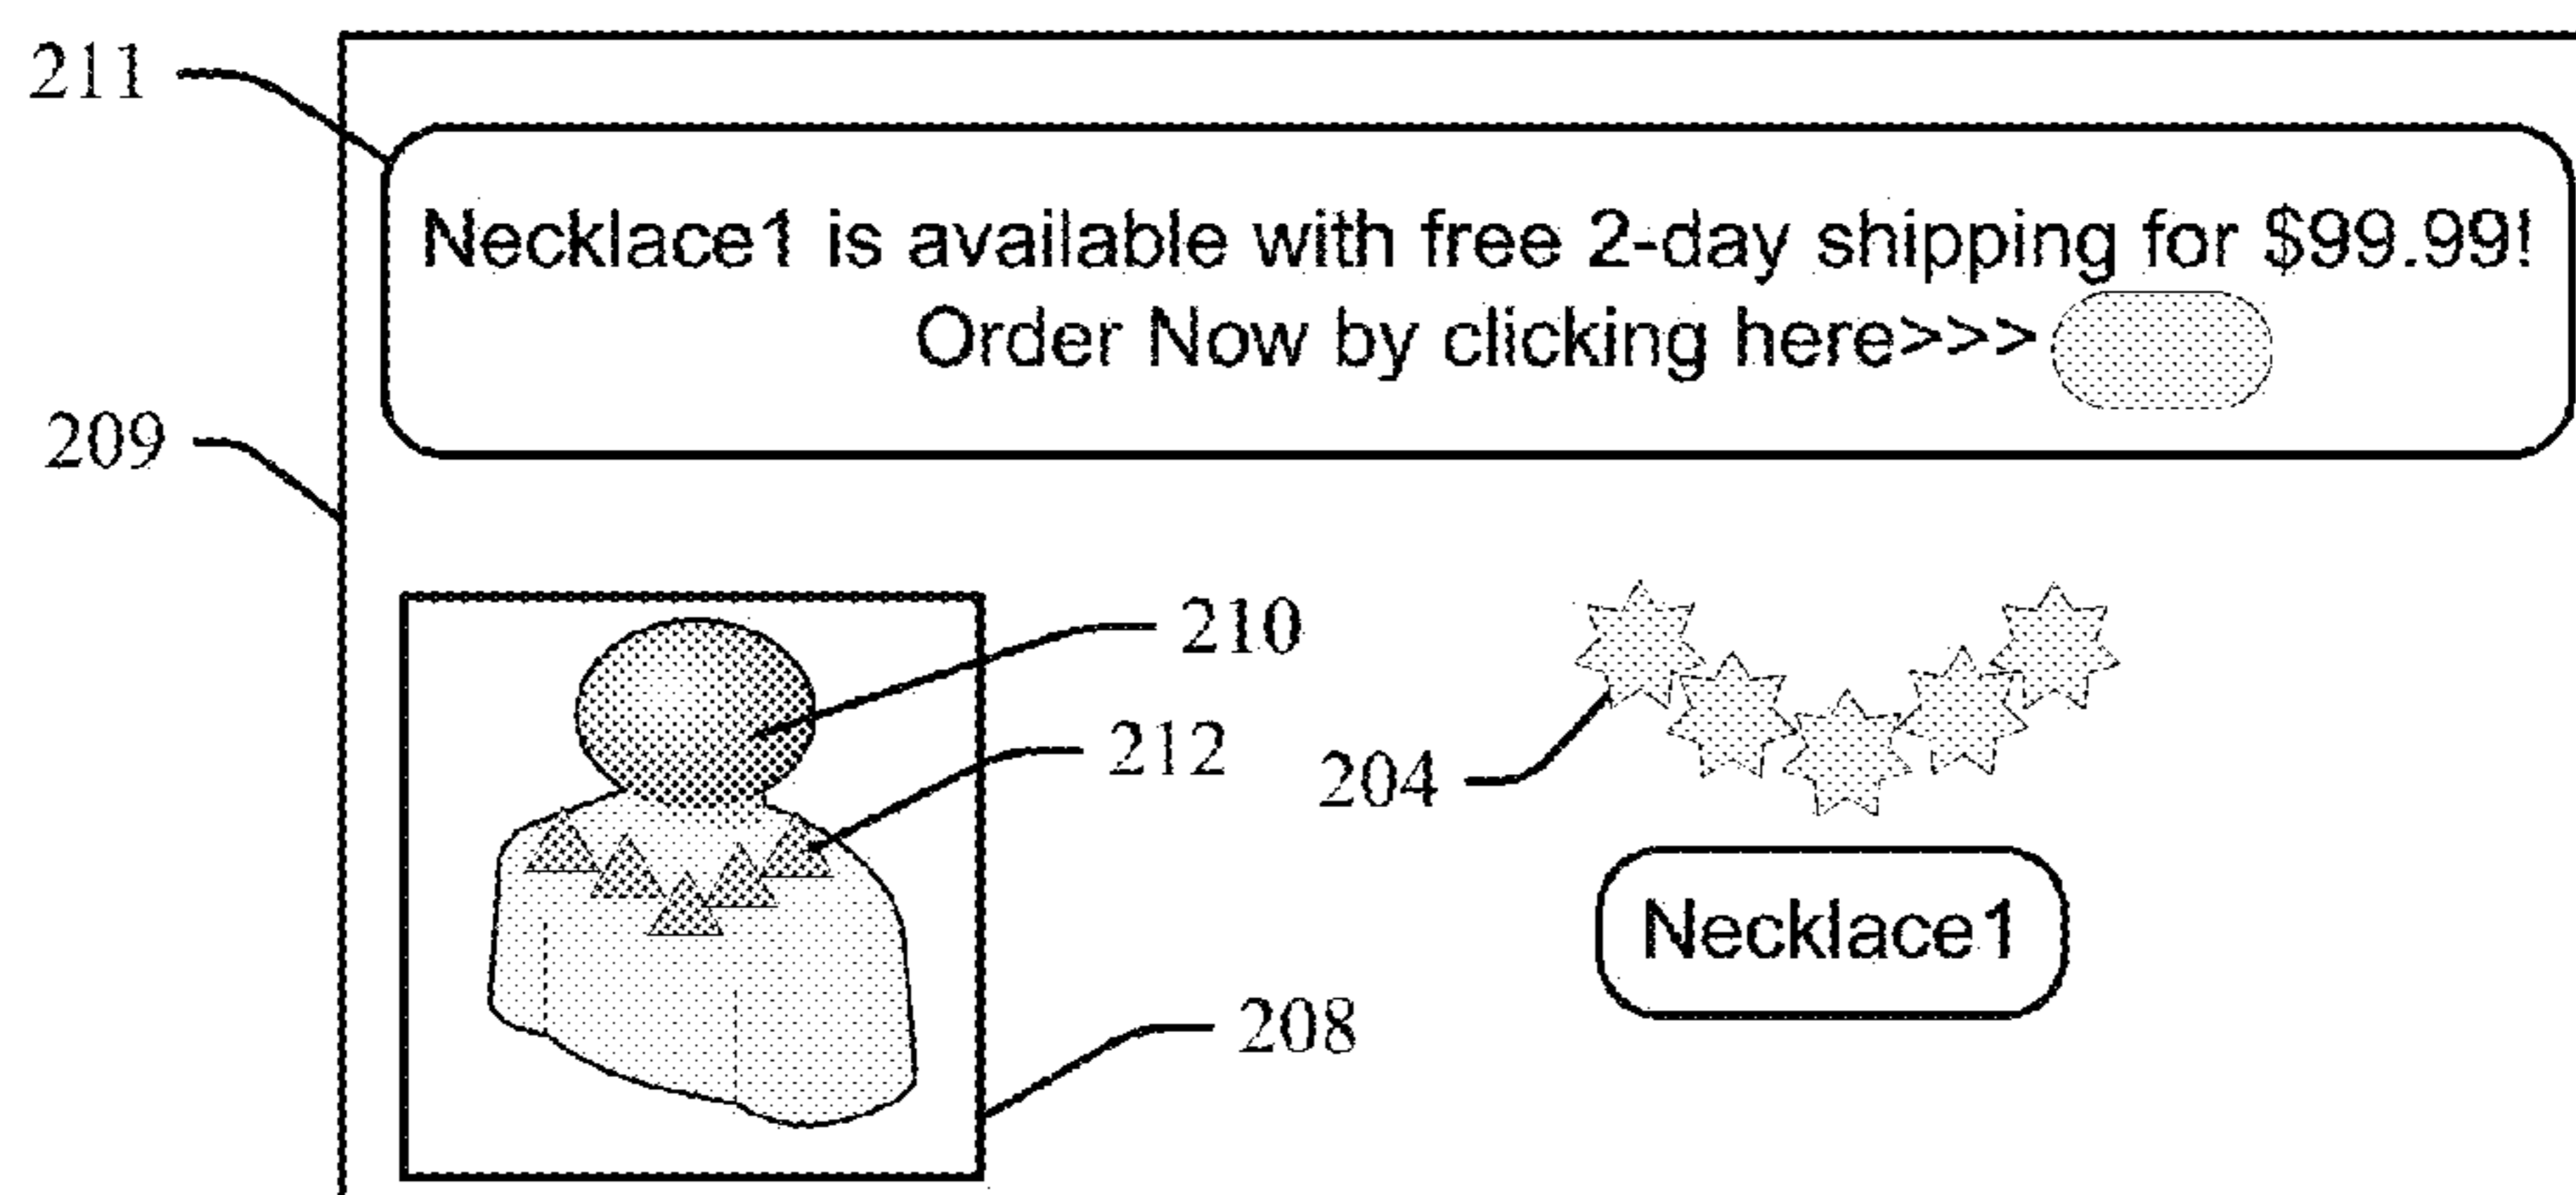 211
Necklace1 is available with free 2-day shipping for $99.99!
Order Now by clicking here>>>
209
210
212
204
Necklace1
208